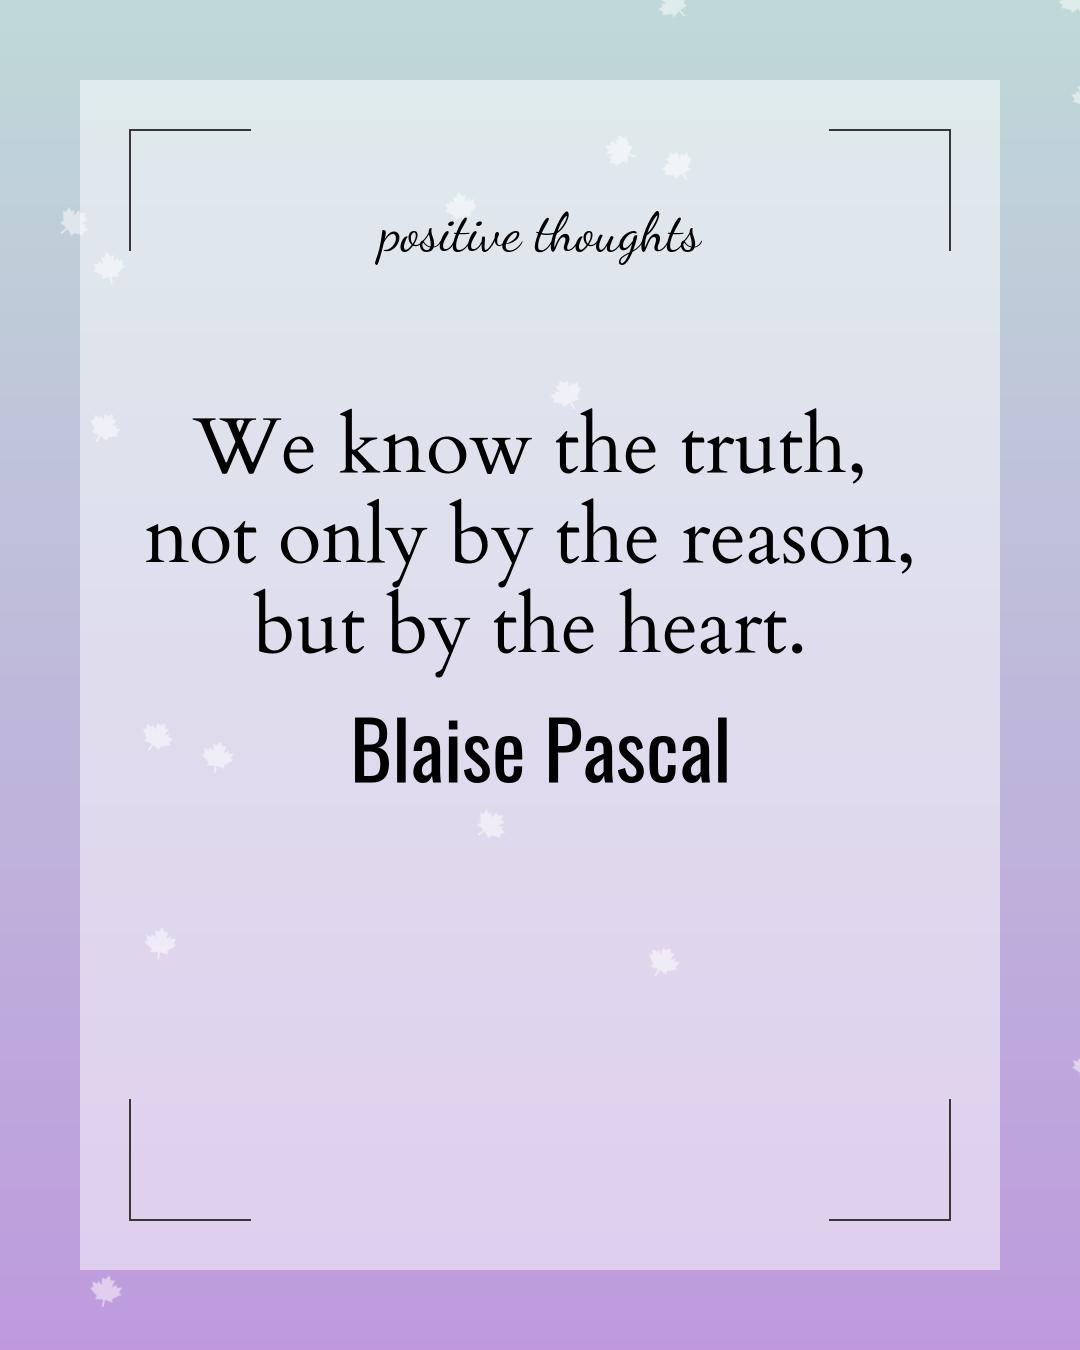 positive thoughts
We know the truth,
not only by the reason,
but by the heart.
Blaise Pascal